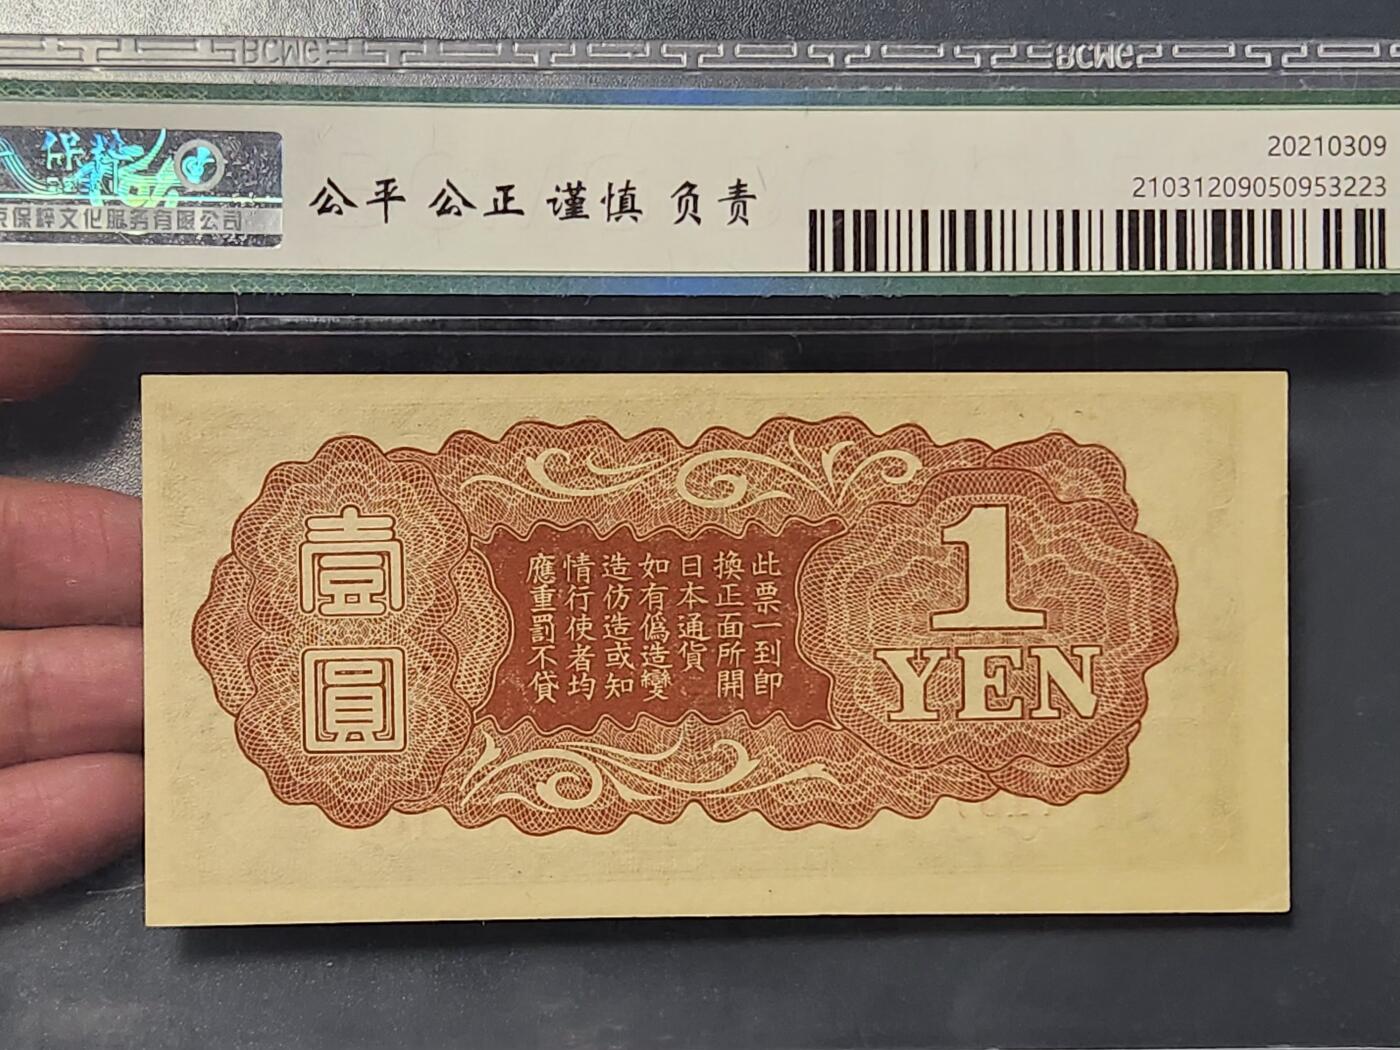 BCWG
BCWG
保粹
京保粹文化服务有限公司
公平 公正 谨慎 负责
20210309
21031209050953223
壹圓
此票一到卽
換正面所開
日本通貨
如有僞造變
造仿造或知
情行使者均
應重罰不貸
1
YEN